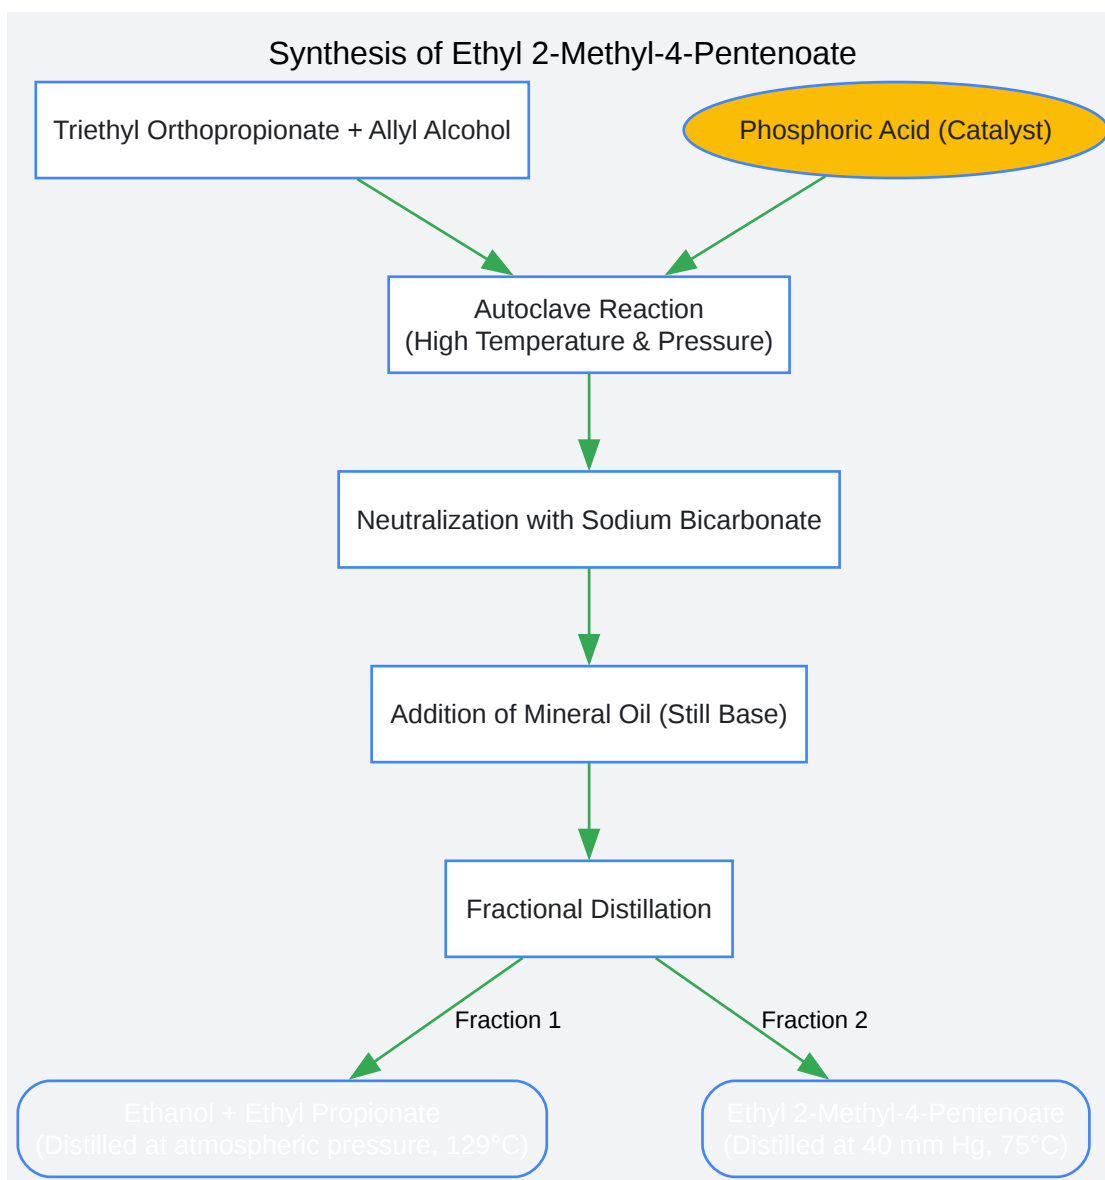 Synthesis of Ethyl 2-Methyl-4-Pentenoate
Triethyl Orthopropionate + Allyl Alcohol
Phosphoric Acid (Catalyst)
Autoclave Reaction
(High Temperature & Pressure)
Neutralization with Sodium Bicarbonate
Addition of Mineral Oil (Still Base)
Fractional Distillation
Fraction 1
Fraction 2
Ethanol + Ethyl Propionate
(Distilled at atmospheric pressure, 129°C)
Ethyl 2-Methyl-4-Pentenoate
(Distilled at 40 mm Hg, 75°C)